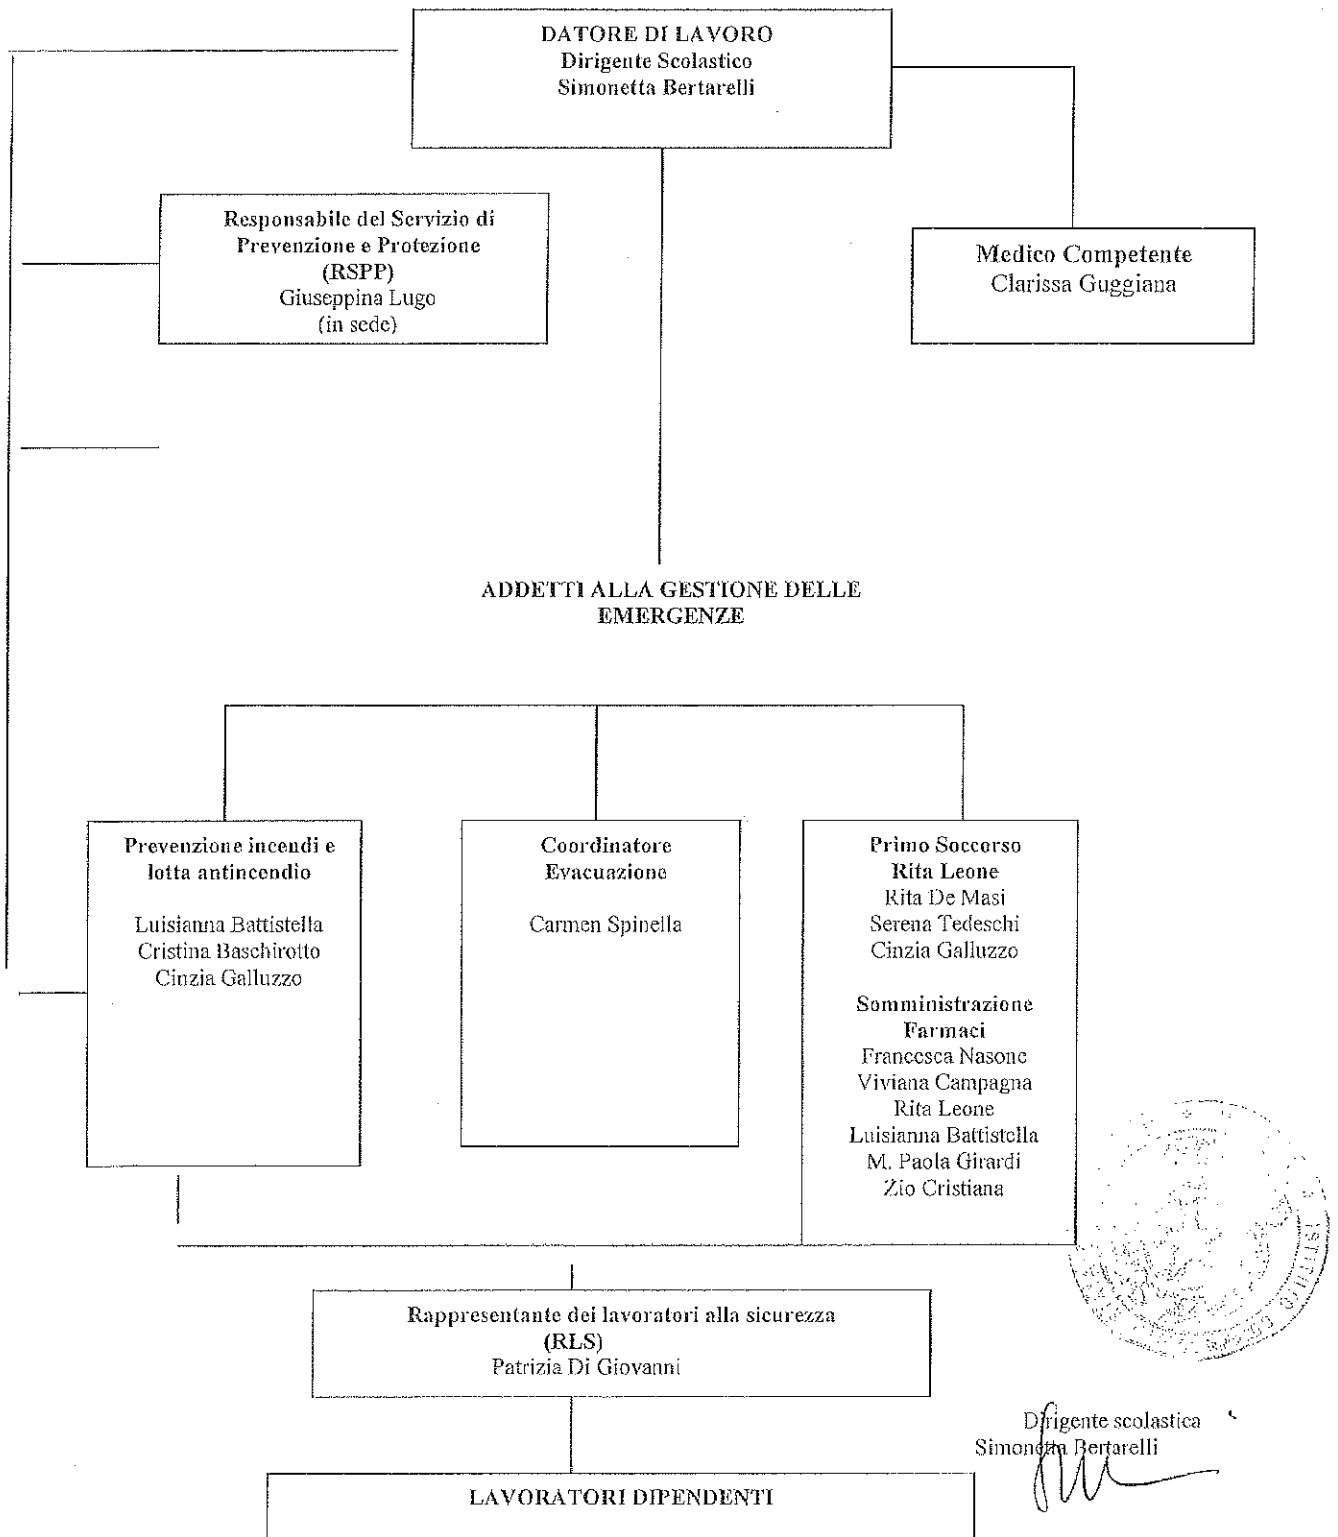 DATORE DI LAVORO
Dirigente Scolastico
Simonetta Bertarelli
Responsabile del Servizio di
Prevenzione e Protezione
(RSPP)
Giuseppina Lugo
(in sede)
Medico Competente
Clarissa Guggiana
ADDETTI ALLA GESTIONE DELLE
EMERGENZE
Prevenzione incendi e
lotta antincendio
Luisianna Battistella
Cristina Baschirotto
Cinzia Galluzzo
Coordinatore
Evacuazione
Carmen Spinella
Primo Soccorso
Rita Leone
Rita De Masi
Serena Tedeschi
Cinzia Galluzzo
Somministrazione
Farmaci
Francesca Nasone
Viviana Campagna
Rita Leone
Luisianna Battistella
M. Paola Girardi
Zio Cristiana
ISTITUTO
Rappresentante dei lavoratori alla sicurezza
(RLS)
Patrizia Di Giovanni
Dirigente scolastica
Simonetta Bertarelli
LAVORATORI DIPENDENTI